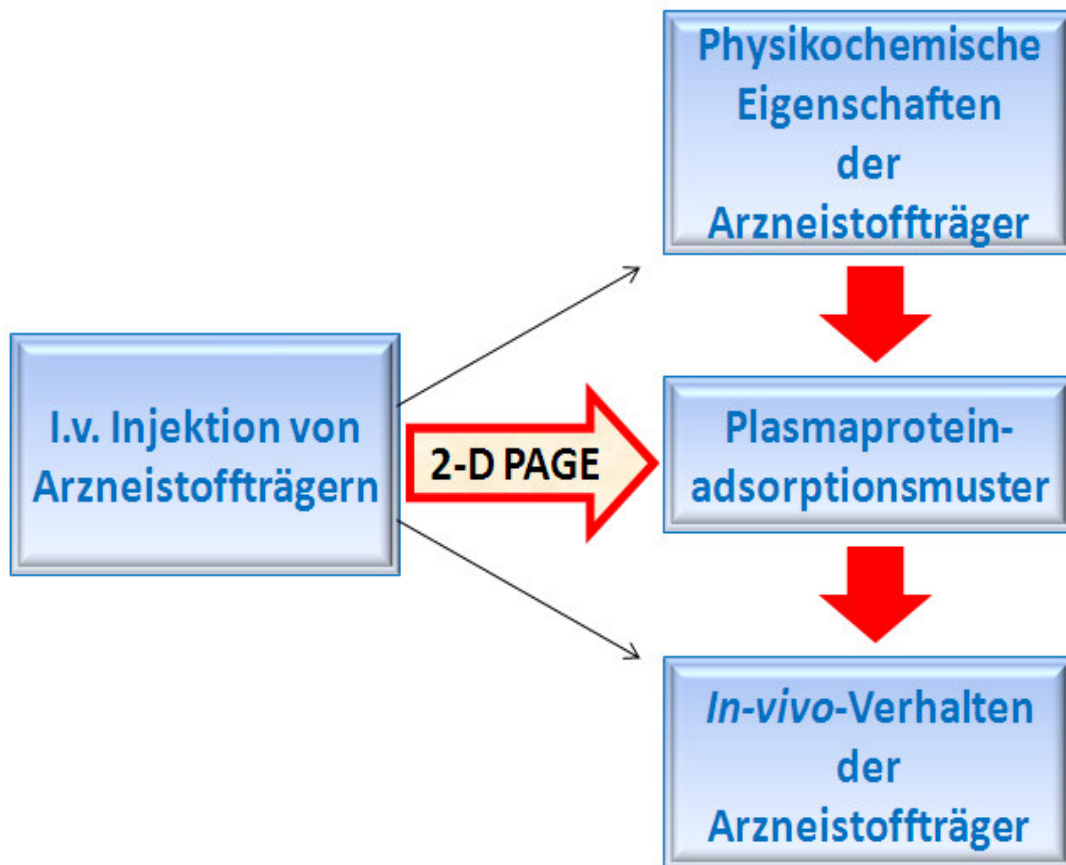 Physikochemische
Eigenschaften
der
Arzneistoffträger
I.v. Injektion von
Arzneistoffträgern
2-D PAGE
Plasmaprotein-
adsorptionsmuster
In-vivo-Verhalten
der
Arzneistoffträger